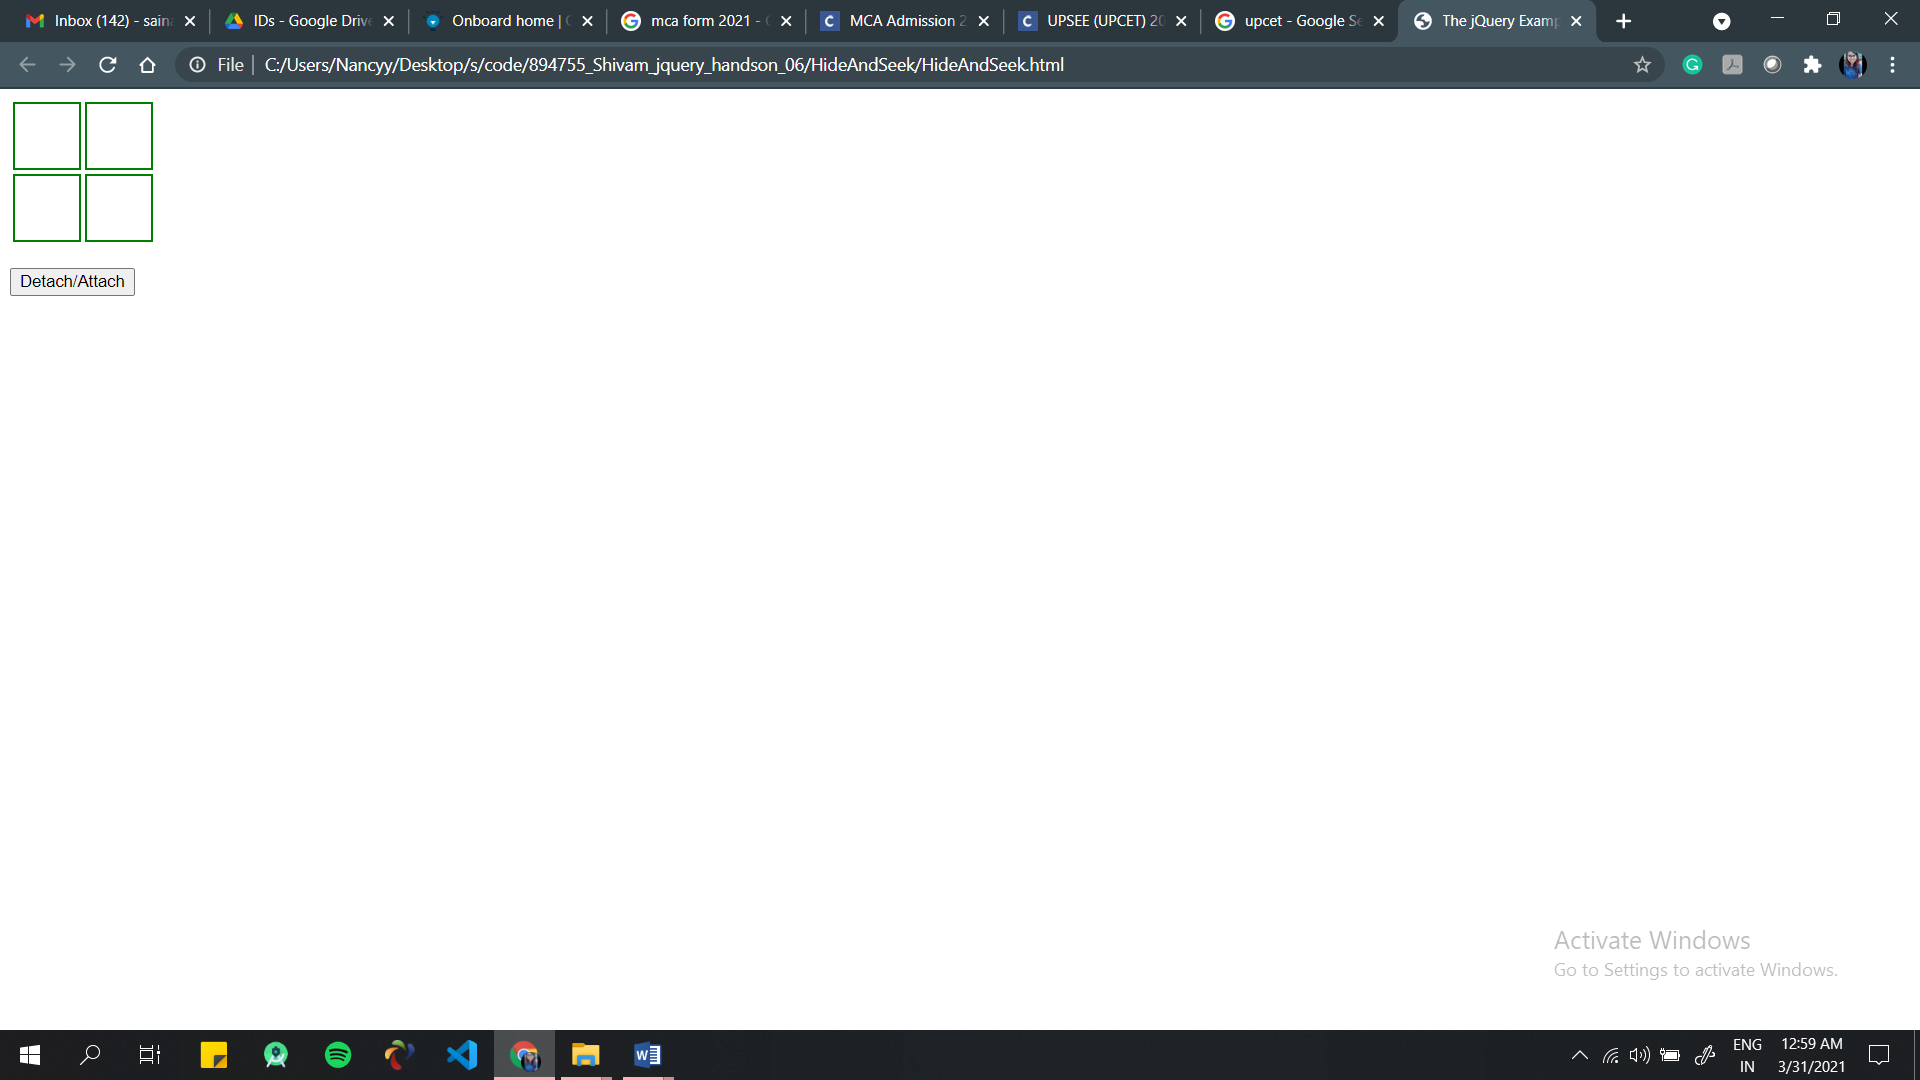 Inbox (142) - sain
IDs - Google Drive
Onboard home |
mca form 2021 -
MCA Admission 2
UPSEE (UPCET) 20
upcet - Google Se
The jQuery Examp
File
C:/Users/Nancyy/Desktop/s/code/894755_Shivam_jquery_handson_06/HideAndSeek/HideAndSeek.html
Detach/Attach
Activate Windows
Go to Settings to activate Windows.
ENG
IN
12:59 AM
3/31/2021